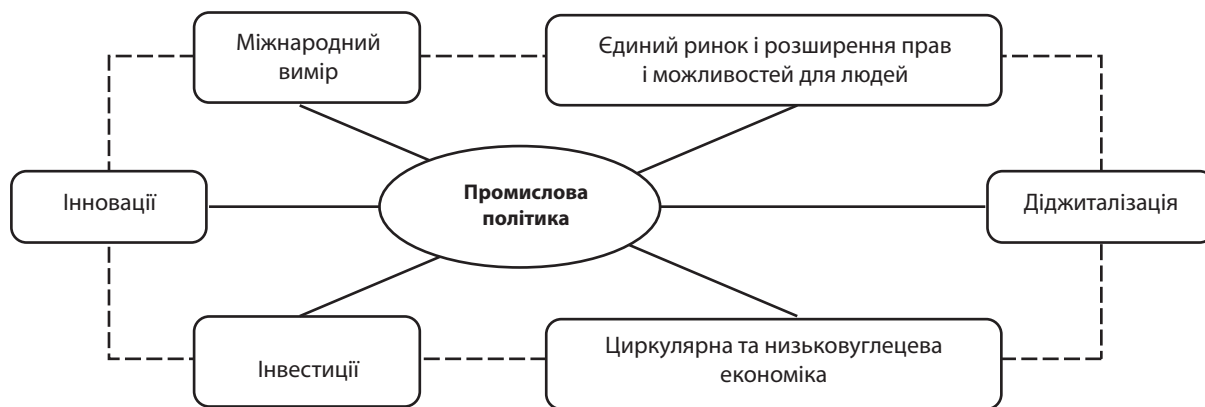 Міжнародний
вимір
Єдиний ринок і розширення прав
і можливостей для людей
Інновації
Промислова
політика
Діджиталізація
Інвестиції
Циркулярна та низьковуглецева
економіка